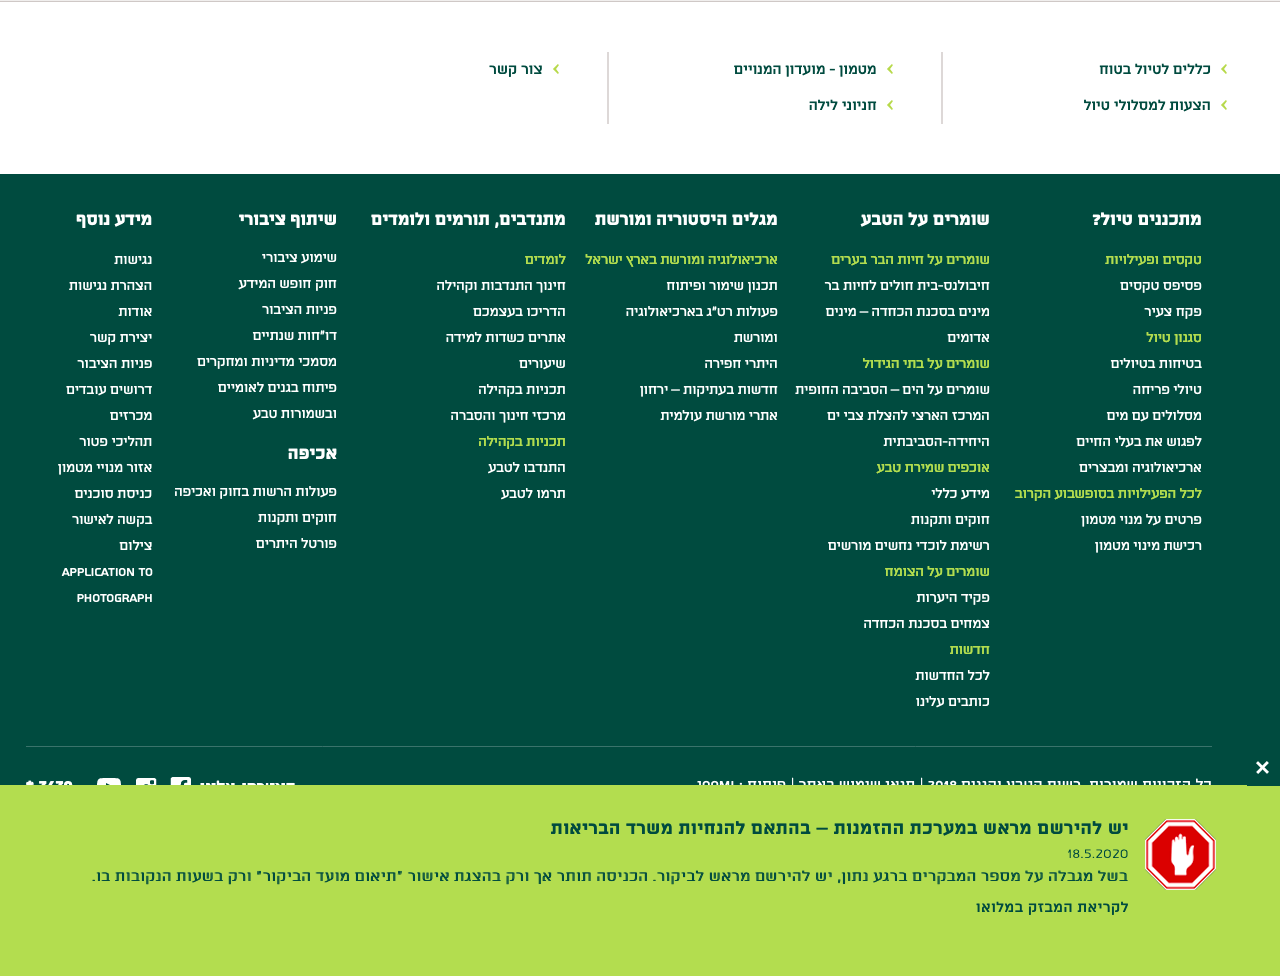 כללים לטיול בטוח
הצעות למסלולי טיול
מטמון - מועדון המנויים
חניוני לילה
צור קשר
מתכננים טיול?
טקסים ופעילויות
פסיפס טקסים
פקח צעיר
סגנון טיול
בטיחות בטיולים
טיולי פריחה
מסלולים עם מים
לפגוש את בעלי החיים
ארכיאולוגיה ומבצרים
לכל הפעילויות בסופשבוע הקרוב
פרטים על מנוי מטמון
רכישת מינוי מטמון
שומרים על הטבע
שומרים על חיות הבר בערים
חיבולנס-בית חולים לחיות בר
מינים בסכנת הכחדה – מינים
אדומים
שומרים על בתי הגידול
שומרים על הים – הסביבה החופית
המרכז הארצי להצלת צבי ים
היחידה-הסביבתית
אוכפים שמירת טבע
מידע כללי
חוקים ותקנות
רשימת לוכדי נחשים מורשים
שומרים על הצומח
פקיד היערות
צמחים בסכנת הכחדה
חדשות
לכל החדשות
כותבים עלינו
מגלים היסטוריה ומורשת
ארכיאולוגיה ומורשת בארץ ישראל
תכנון שימור ופיתוח
פעולות רט"ג בארכיאולוגיה
ומורשת
היתרי חפירה
חדשות בעתיקות – ירחון
אתרי מורשת עולמית
מתנדבים, תורמים ולומדים
לומדים
חינוך התנדבות וקהילה
הדריכו בעצמכם
אתרים כשדות למידה
שיעורים
תכניות בקהילה
מרכזי חינוך והסברה
תכניות בקהילה
התנדבו לטבע
תרמו לטבע
שיתוף ציבורי
שימוע ציבורי
חוק חופש המידע
פניות הציבור
דו"חות שנתיים
מסמכי מדיניות ומחקרים
פיתוח בגנים לאומיים
ובשמורות טבע
אכיפה
פעולות הרשות בחוק ואכיפה
חוקים ותקנות
פורטל היתרים
מידע נוסף
נגישות
הצהרת נגישות
אודות
יצירת קשר
פניות הציבור
דרושים עובדים
מכרזים
תהליכי פטור
אזור מנויי מטמון
כניסת סוכנים
בקשה לאישור
צילום
APPLICATION TO
PHOTOGRAPH
כל הזכויות שמורות, רשות הטבע והגנים 2018 | תנאי שימוש באתר | פיתוח : 100ML
יש להירשם מראש במערכת ההזמנות – בהתאם להנחיות משרד הבריאות
18.5.2020
בשל מגבלה על מספר המבקרים ברגע נתון, יש להירשם מראש לביקור. הכניסה תותר אך ורק בהצגת אישור "תיאום מועד הביקור" ורק בשעות הנקובות בו.
לקריאת המבזק במלואו